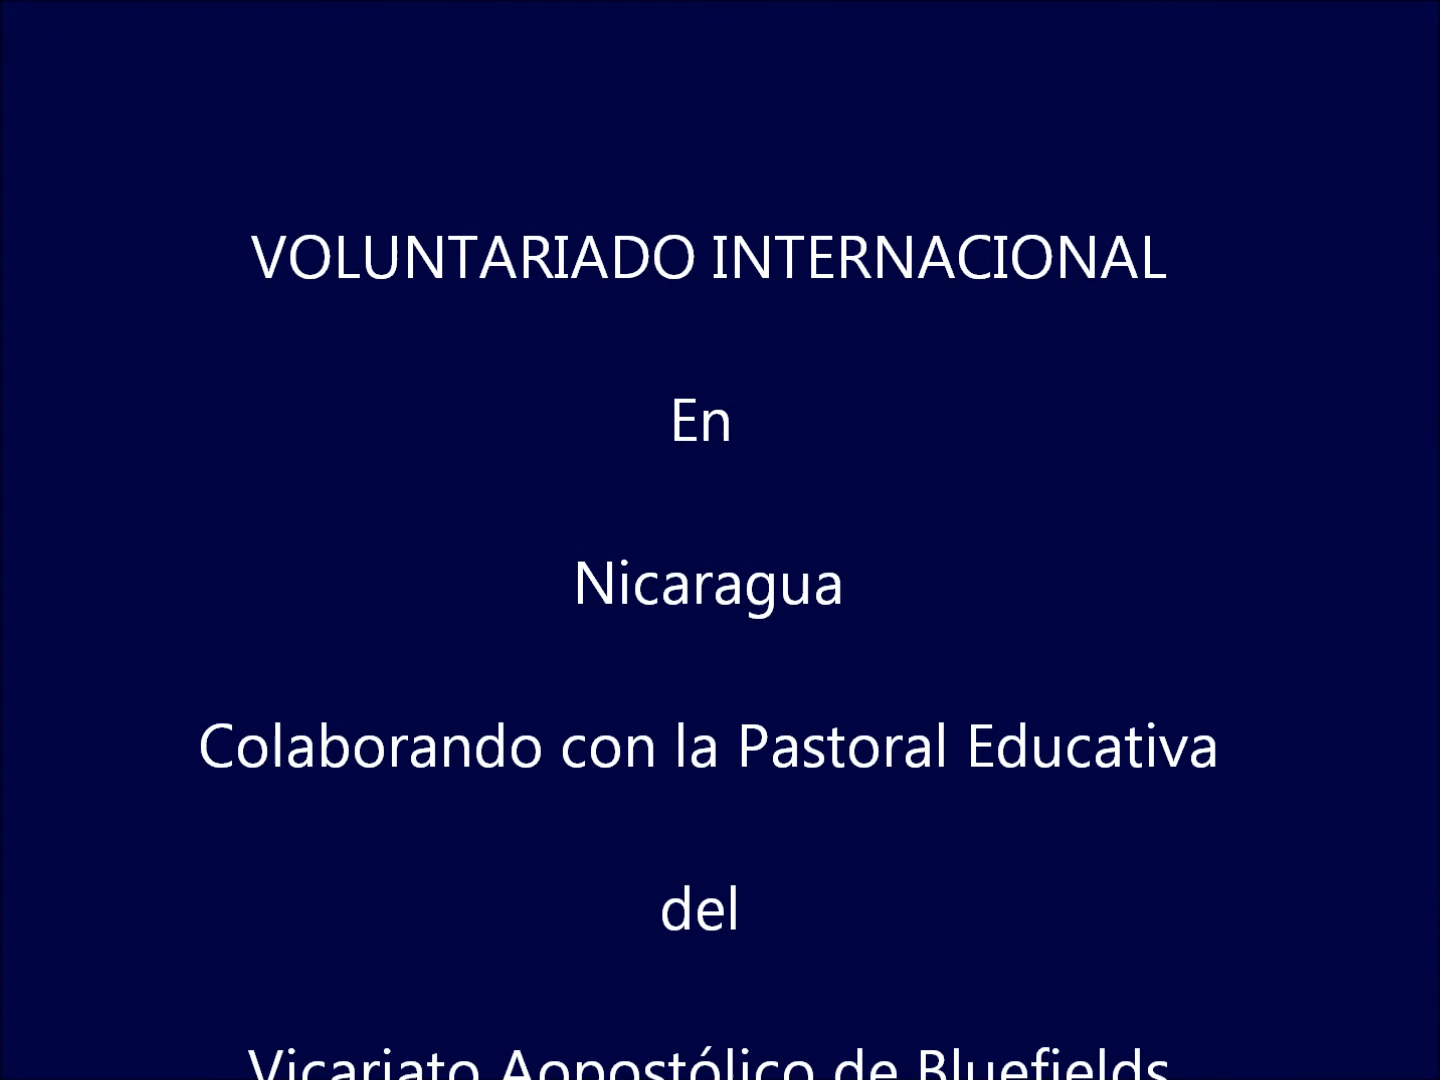 VOLUNTARIADO INTERNACIONAL
En
Nicaragua
Colaborando con la Pastoral Educativa
del
Vicariato Aopostólico de Bluefields